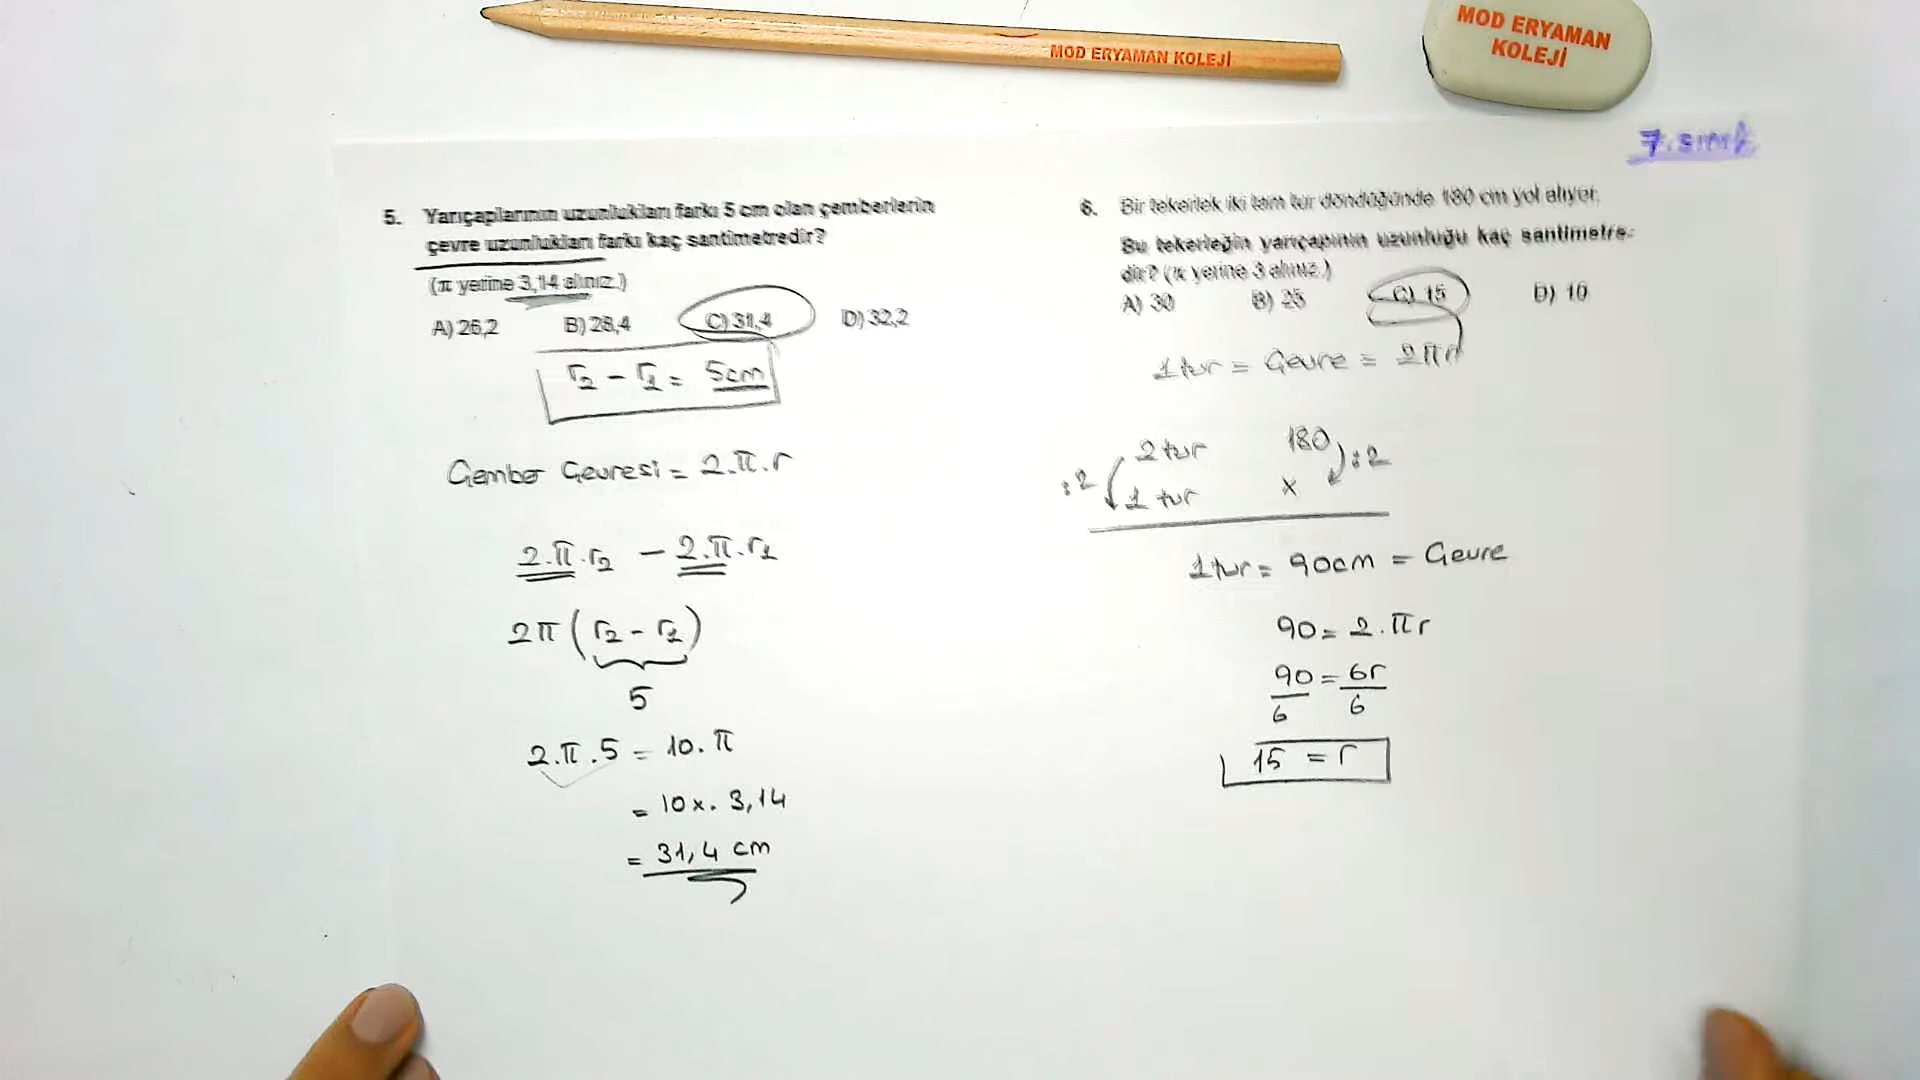 MOD ERYAMAN KOLEJİ
MOD ERYAMAN
KOLEJİ
7. sınıf
5. Yarıçaplarının uzunlukları farkı 5 cm olan çemberlerin
çevre uzunlukları farkı kaç santimetredir?
(π yerine 3,14 alınız.)
A) 26,2 B) 28,4 C) 31,4 D) 32,2
r₂ - r₁ = 5cm
Çember Çevresi = 2.π.r
2.π.r₂ - 2.π.r₁
2π(r₂ - r₁)
5
2.π.5 = 10.π
= 10x. 3,14
= 31,4 cm
6. Bir tekerlek iki tam tur döndüğünde 180 cm yol alıyor.
Bu tekerleğin yarıçapının uzunluğu kaç santimetre-
dir? (π yerine 3 alınız.)
A) 30 B) 25 C) 15 D) 10
1 tur = Çevre = 2πr
2 tur 180
:2 :2
1 tur x
1 tur = 90cm = Çevre
90 = 2.πr
90 = 6r
6 6
15 = r